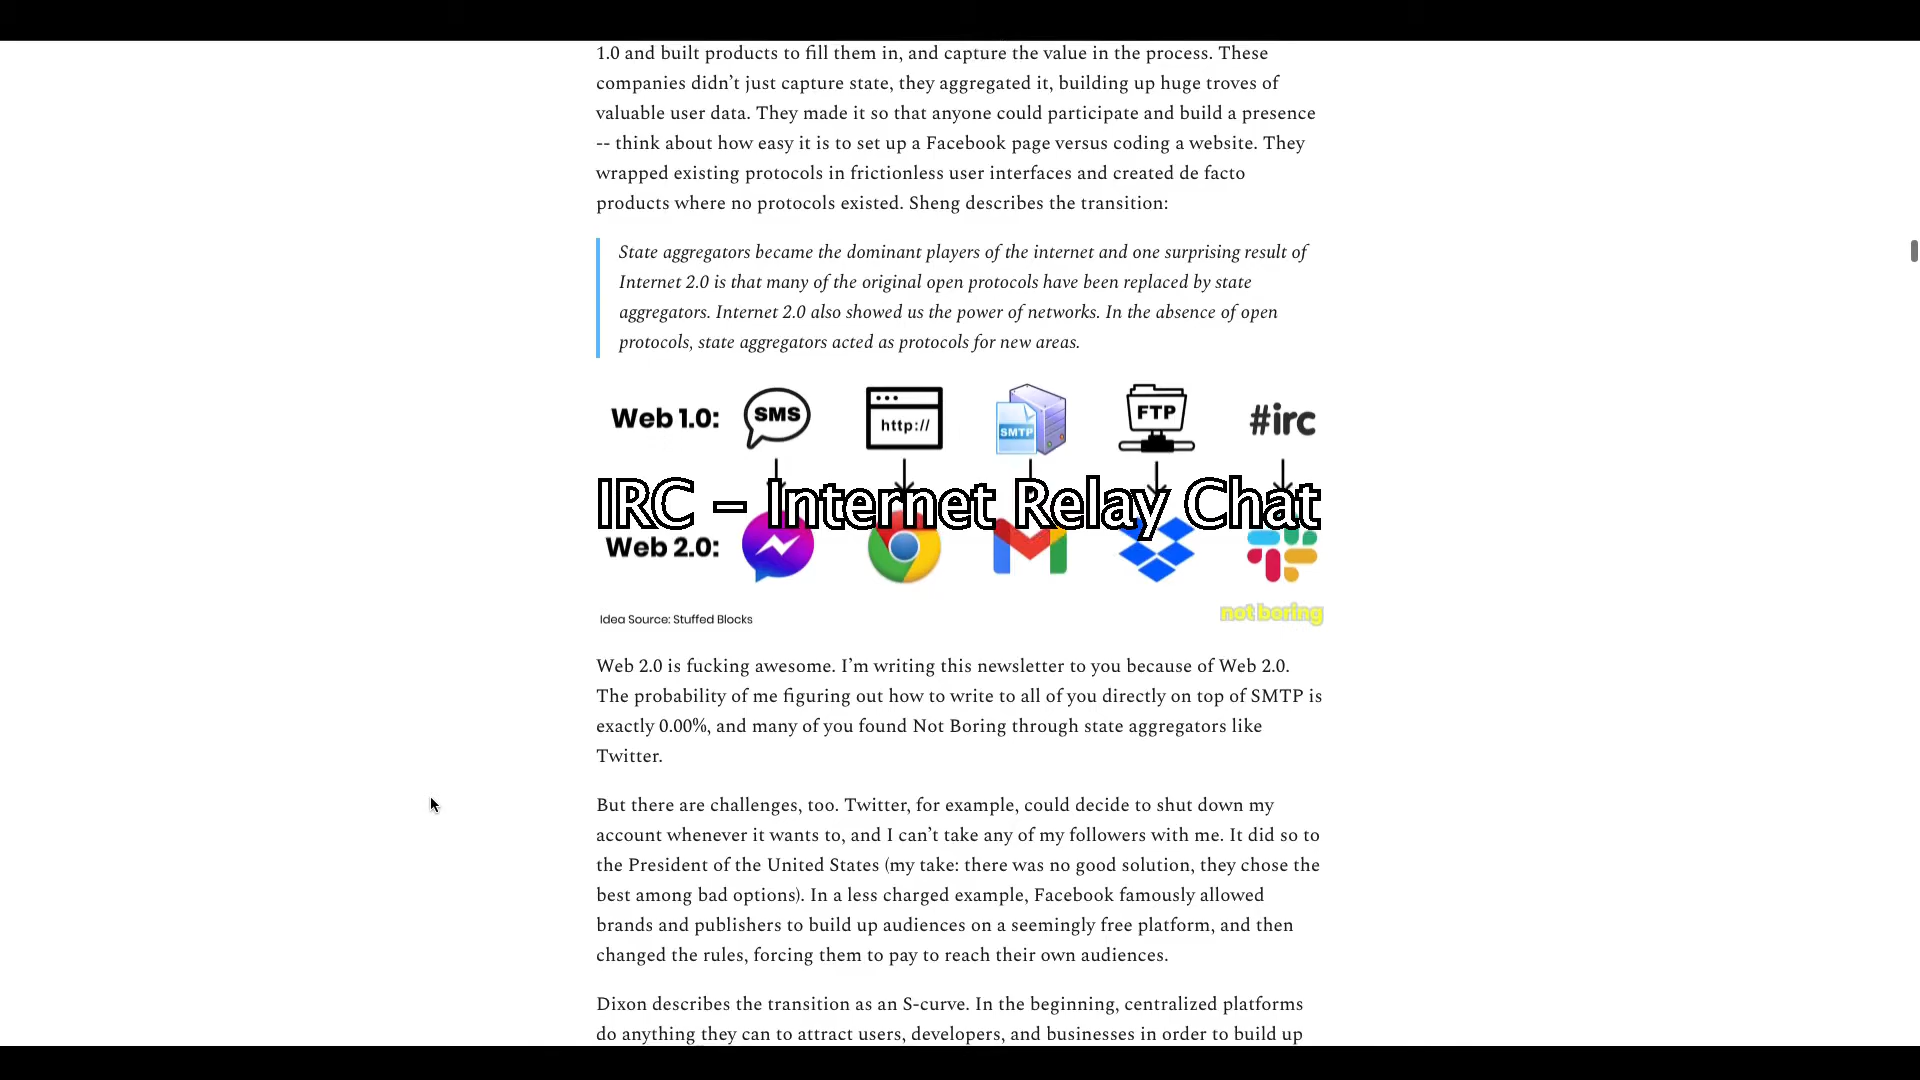 1.0 and built products to fill them in, and capture the value in the process. These
companies didn’t just capture state, they aggregated it, building up huge troves of
valuable user data. They made it so that anyone could participate and build a presence
-- think about how easy it is to set up a Facebook page versus coding a website. They
wrapped existing protocols in frictionless user interfaces and created de facto
products where no protocols existed. Sheng describes the transition:
State aggregators became the dominant players of the internet and one surprising result of
Internet 2.0 is that many of the original open protocols have been replaced by state
aggregators. Internet 2.0 also showed us the power of networks. In the absence of open
protocols, state aggregators acted as protocols for new areas.
Web 1.0: SMS http:// SMTP FTP #irc
IRC – Internet Relay Chat
Web 2.0:
Idea Source: Stuffed Blocks
not boring
Web 2.0 is fucking awesome. I’m writing this newsletter to you because of Web 2.0.
The probability of me figuring out how to write to all of you directly on top of SMTP is
exactly 0.00%, and many of you found Not Boring through state aggregators like
Twitter.
But there are challenges, too. Twitter, for example, could decide to shut down my
account whenever it wants to, and I can’t take any of my followers with me. It did so to
the President of the United States (my take: there was no good solution, they chose the
best among bad options). In a less charged example, Facebook famously allowed
brands and publishers to build up audiences on a seemingly free platform, and then
changed the rules, forcing them to pay to reach their own audiences.
Dixon describes the transition as an S-curve. In the beginning, centralized platforms
do anything they can to attract users, developers, and businesses in order to build up